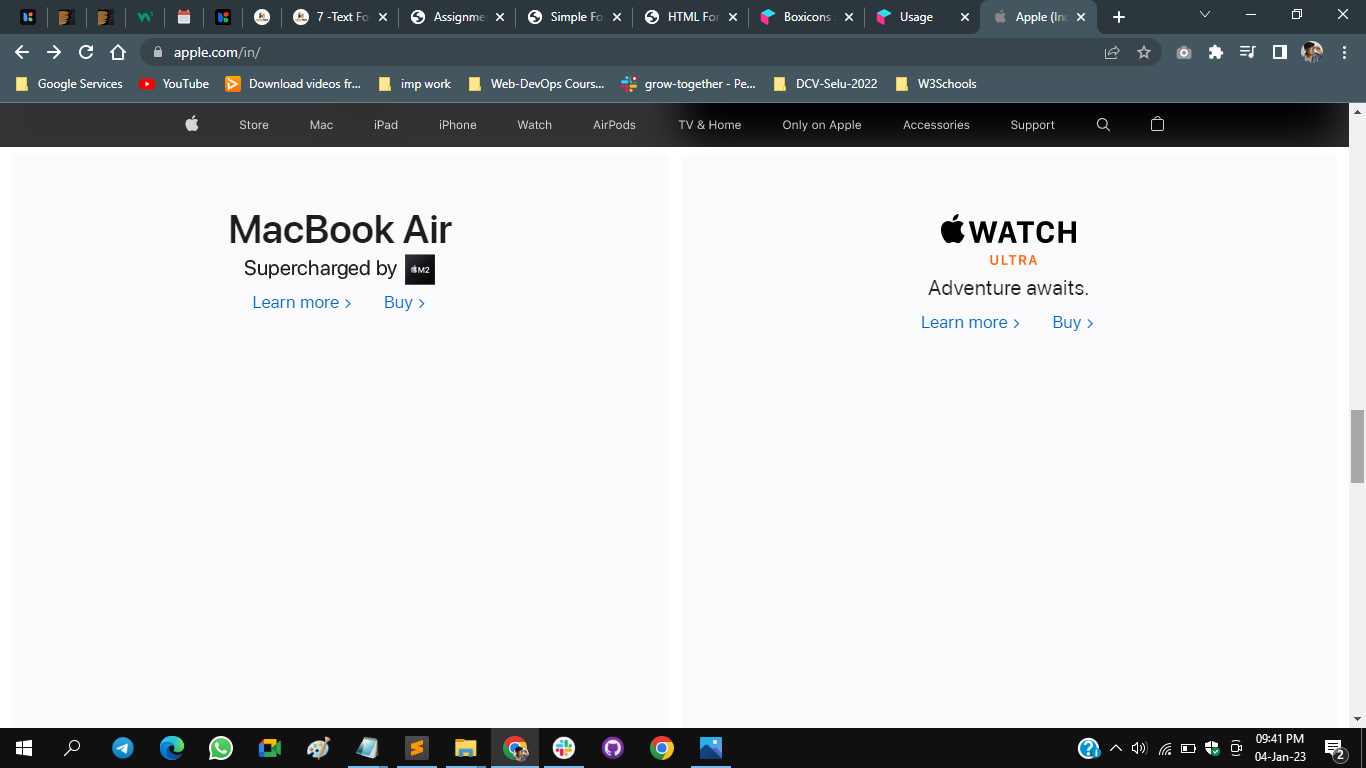 7 -Text Fo
Assignme
Simple Fo
HTML For
Boxicons :
Usage
Apple (Inc
apple.com/in/
Google Services
YouTube
Download videos fr...
imp work
Web-DevOps Cours...
grow-together - Pe...
DCV-Selu-2022
W3Schools
Store Mac iPad iPhone Watch AirPods TV & Home Only on Apple Accessories Support
MacBook Air
Supercharged by M2
Learn more > Buy >
WATCH
ULTRA
Adventure awaits.
Learn more > Buy >
09:41 PM
04-Jan-23
2